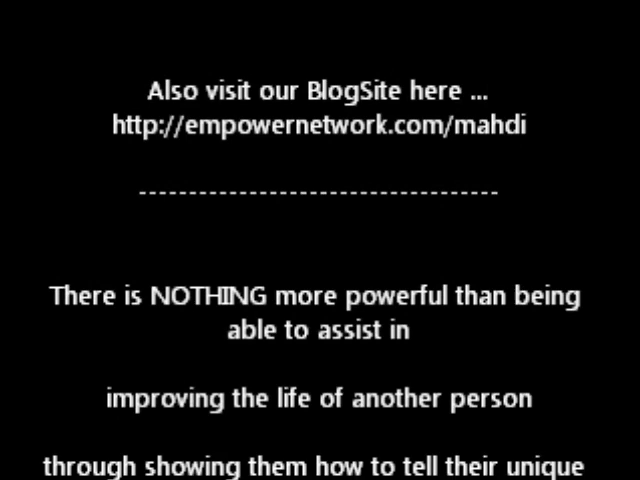 Also visit our BlogSite here ...
http://empowernetwork.com/mahdi
------------------------------------
There is NOTHING more powerful than being
able to assist in
improving the life of another person
through showing them how to tell their unique